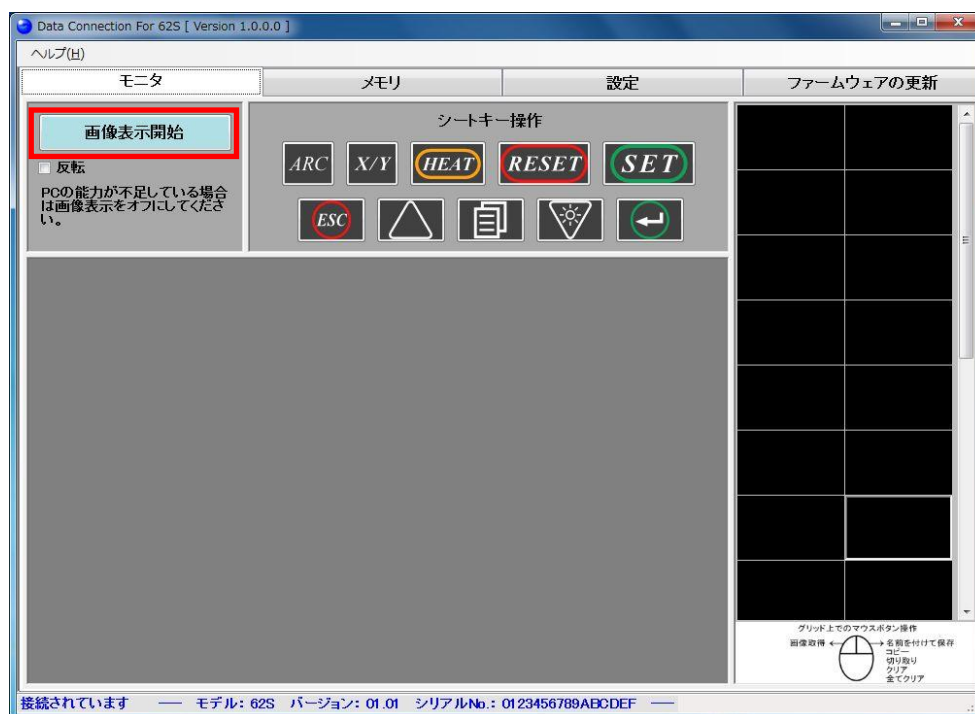 Data Connection For 62S [ Version 1.0.0.0 ]
ヘルプ(H)
モニタ メモリ 設定 ファームウェアの更新
画像表示開始
反転
PCの能力が不足している場合
は画像表示をオフにしてくださ
い。
シートキー操作
ARC X/Y HEAT RESET SET
ESC
グリッド上でのマウスボタン操作
画像取得 名前を付けて保存
コピー
切り取り
クリア
全てクリア
接続されています ── モデル: 62S バージョン: 01.01 シリアルNo.: 0123456789ABCDEF ──